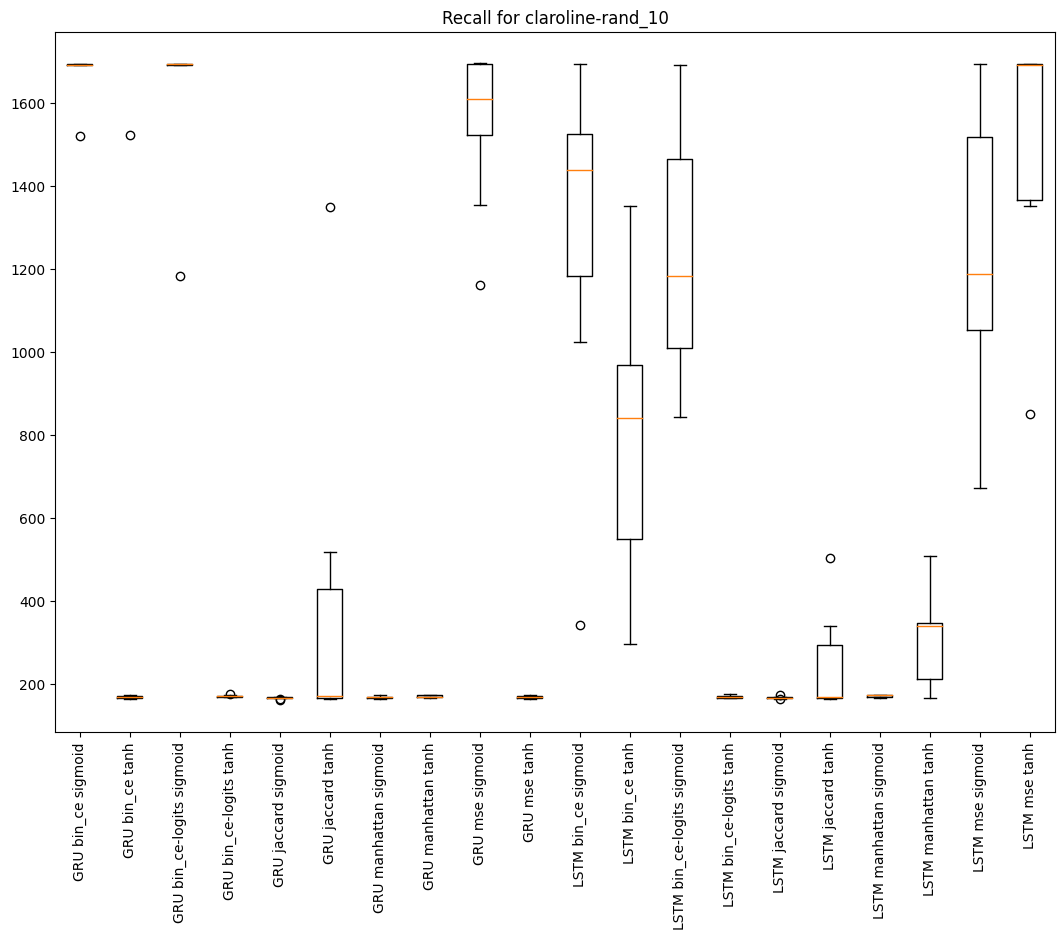 Recall for claroline-rand_10
1600
1400
1200
1000
800
600
400
200
GRU bin_ce sigmoid
GRU bin_ce tanh
GRU bin_ce-logits sigmoid
GRU bin_ce-logits tanh
GRU jaccard sigmoid
GRU jaccard tanh
GRU manhattan sigmoid
GRU manhattan tanh
GRU mse sigmoid
GRU mse tanh
LSTM bin_ce sigmoid
LSTM bin_ce tanh
LSTM bin_ce-logits sigmoid
LSTM bin_ce-logits tanh
LSTM jaccard sigmoid
LSTM jaccard tanh
LSTM manhattan sigmoid
LSTM manhattan tanh
LSTM mse sigmoid
LSTM mse tanh